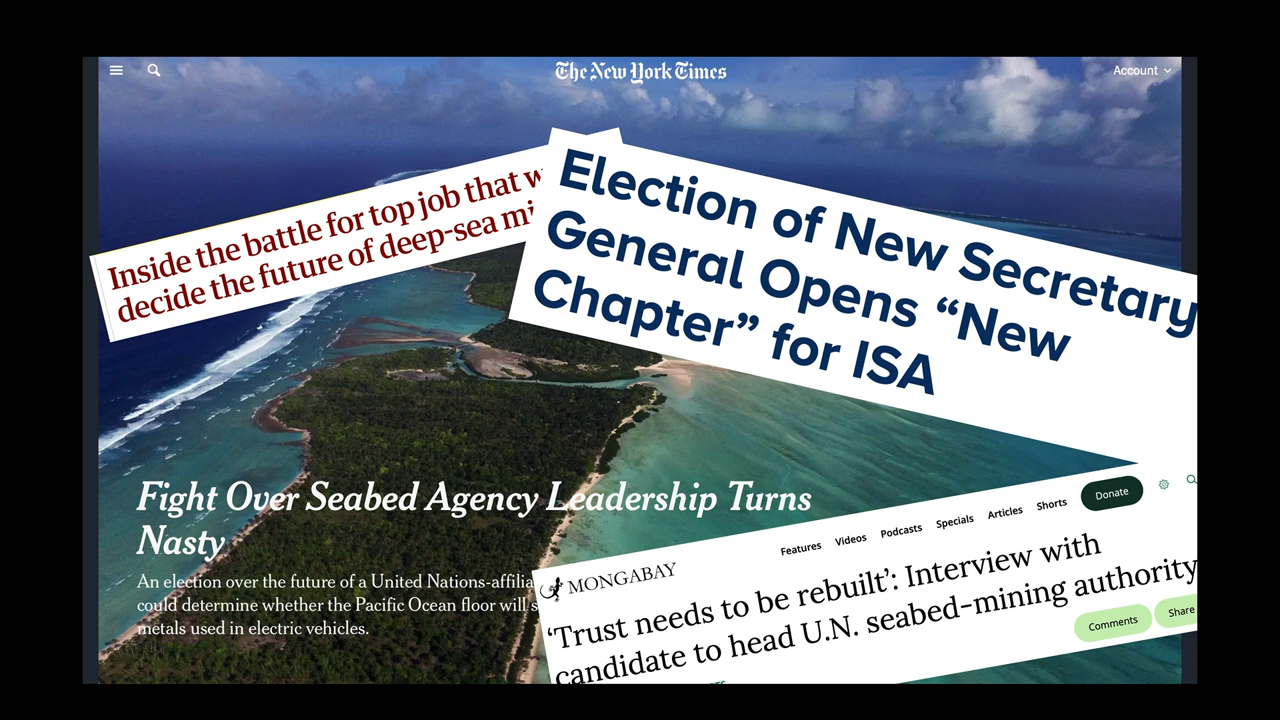 The New York Times
Account
Inside the battle for top job that
decide the future of deep-sea
Election of New Secretary
General Opens “New
Chapter” for ISA
Fight Over Seabed Agency Leadership Turns
Nasty
An election over the future of a United Nations-affilia
could determine whether the Pacific Ocean floor will s
metals used in electric vehicles.
Features Videos Podcasts Specials Articles Shorts Donate
MONGABAY
‘Trust needs to be rebuilt’: Interview with
candidate to head U.N. seabed-mining authority
Comments Share